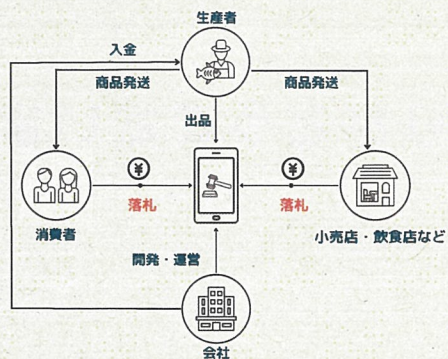 生産者
入金
商品発送
商品発送
出品
¥
¥
落札
落札
消費者
小売店・飲食店など
開発・運営
会社